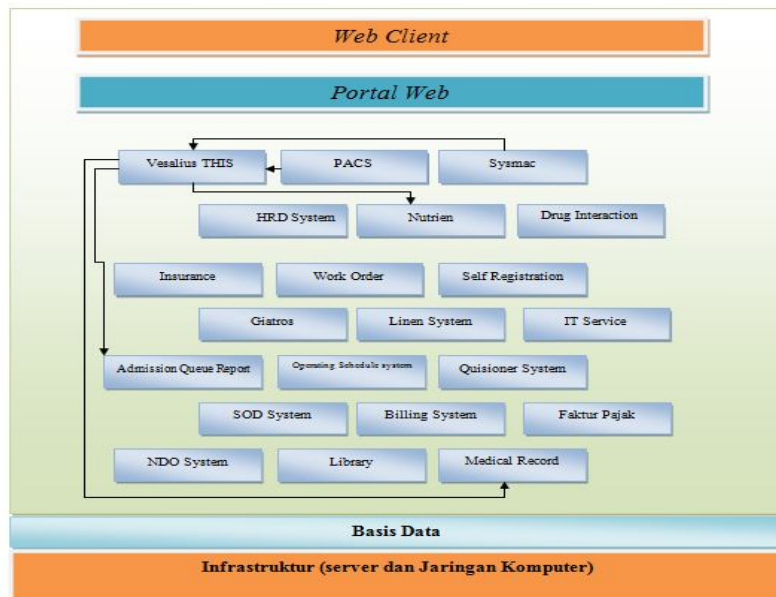 Web Client
Portal Web
Vesalius THIS
PACS
Sysmac
HRD System
Nutrien
Drug Interaction
Insurance
Work Order
Self Registration
Giatros
Linen System
IT Service
Admission Queue Report
Operating Schedule system
Quisioner System
SOD System
Billing System
Faktur Pajak
NDO System
Library
Medical Record
Basis Data
Infrastruktur (server dan Jaringan Komputer)